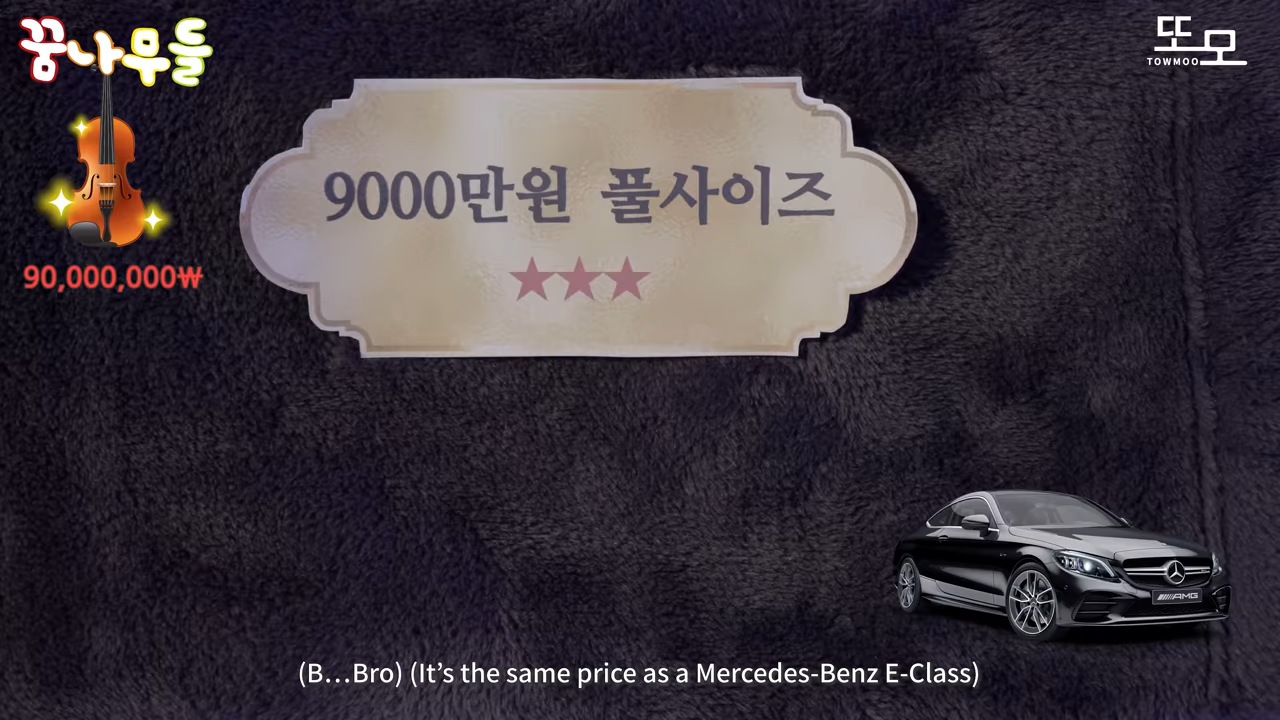 꿈나무들
또모
TOWMOO
9000만원 풀사이즈
★★★
90,000,000₩
AMG
(B…Bro) (It’s the same price as a Mercedes-Benz E-Class)